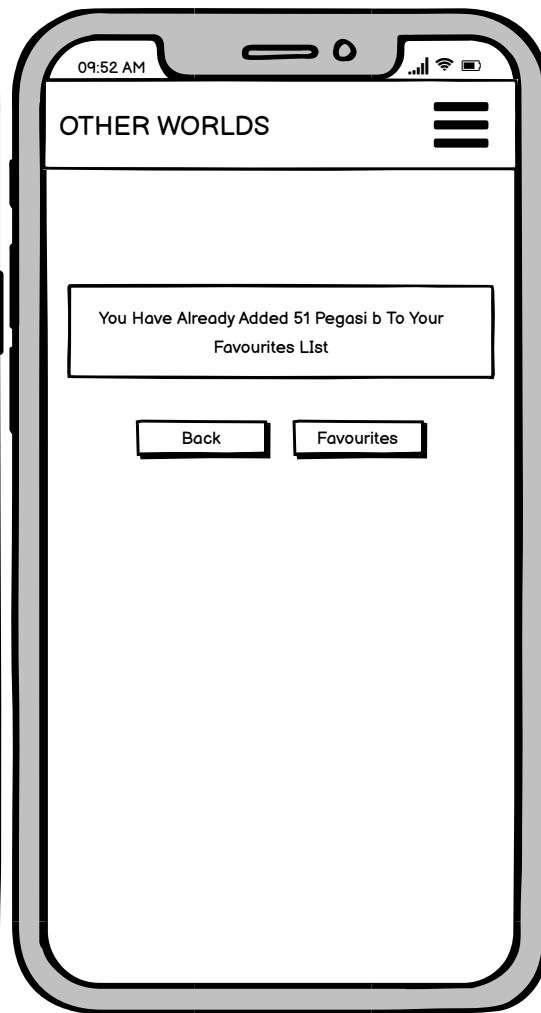 09:52 AM
OTHER WORLDS
You Have Already Added 51 Pegasi b To Your
Favourites LIst
Back
Favourites